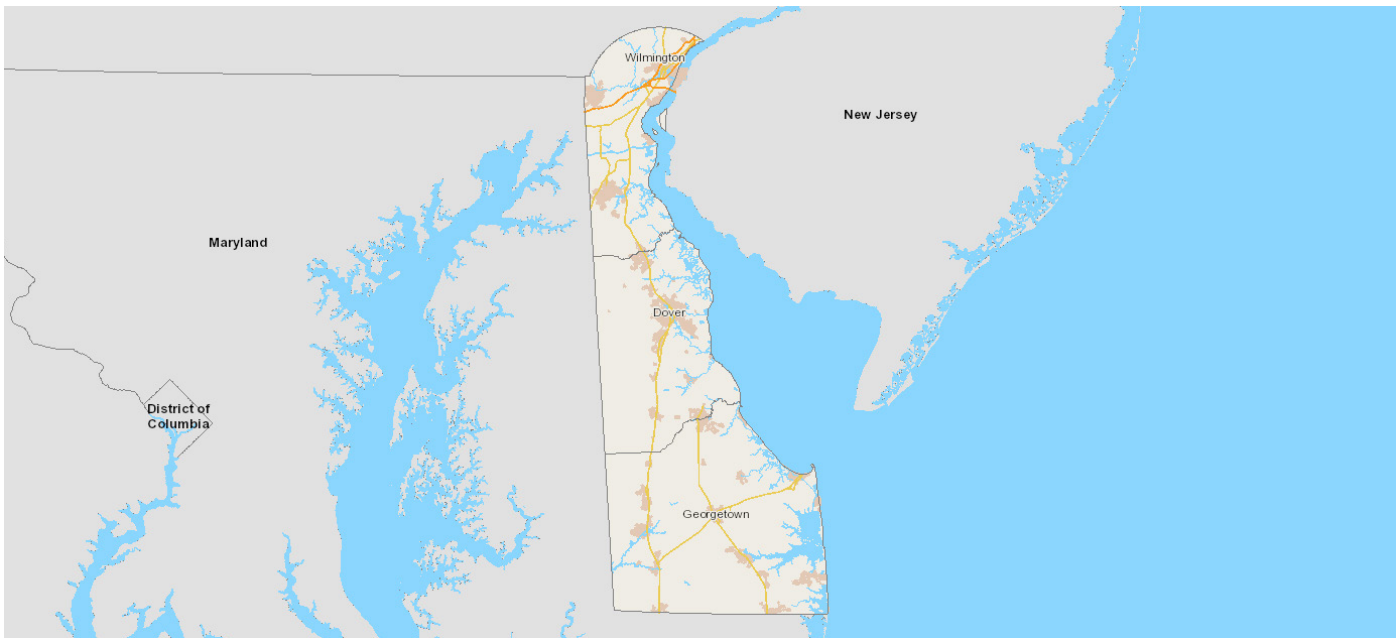 Wilmington
New Jersey
Maryland
Dover
District of
Columbia
Georgetown